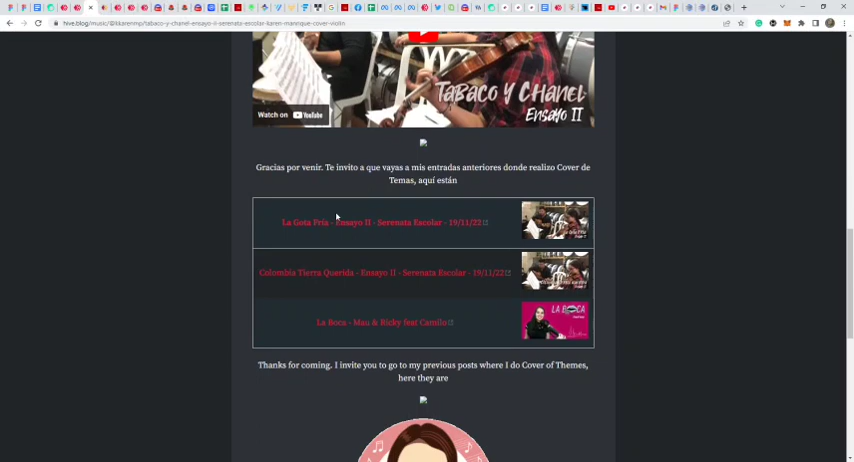 hive.blog/music/@likarenmp/tabaco-y-chanel-ensayo-ii-serenata-escolar-karen-manrique-cover-violin
TABACO Y CHANEL
ENSAYO II
Watch on YouTube
Gracias por venir. Te invito a que vayas a mis entradas anteriores donde realizo Cover de
Temas, aquí están
La Gota Fría - Ensayo II - Serenata Escolar - 19/11/22
Colombia Tierra Querida - Ensayo II - Serenata Escolar - 19/11/22
La Boca - Mau & Ricky feat Camilo
LA BOCA
Thanks for coming. I invite you to go to my previous posts where I do Cover of Themes,
here they are